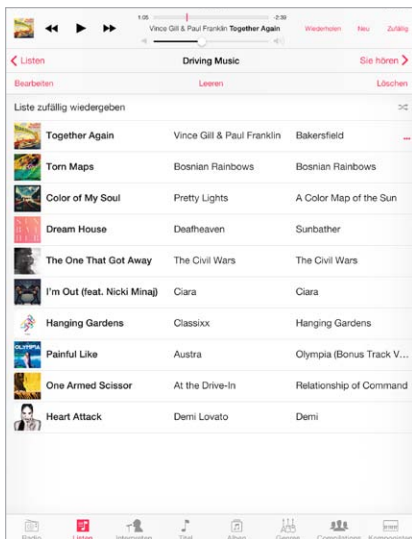 1:05 -2:39
Vince Gill & Paul Franklin Together Again
Wiederholen Neu Zufällig
Listen Driving Music Sie hören
Bearbeiten Leeren Löschen
Liste zufällig wiedergeben
Together Again Vince Gill & Paul Franklin Bakersfield
Torn Maps Bosnian Rainbows Bosnian Rainbows
Color of My Soul Pretty Lights A Color Map of the Sun
Dream House Deafheaven Sunbather
The One That Got Away The Civil Wars The Civil Wars
I'm Out (feat. Nicki Minaj) Ciara Ciara
Hanging Gardens Classixx Hanging Gardens
OLYMPIA
Painful Like Austra Olympia (Bonus Track V...
One Armed Scissor At the Drive-In Relationship of Command
Heart Attack Demi Lovato Demi
Radio Listen Interpreten Titel Alben Genres Compilations Komponisten